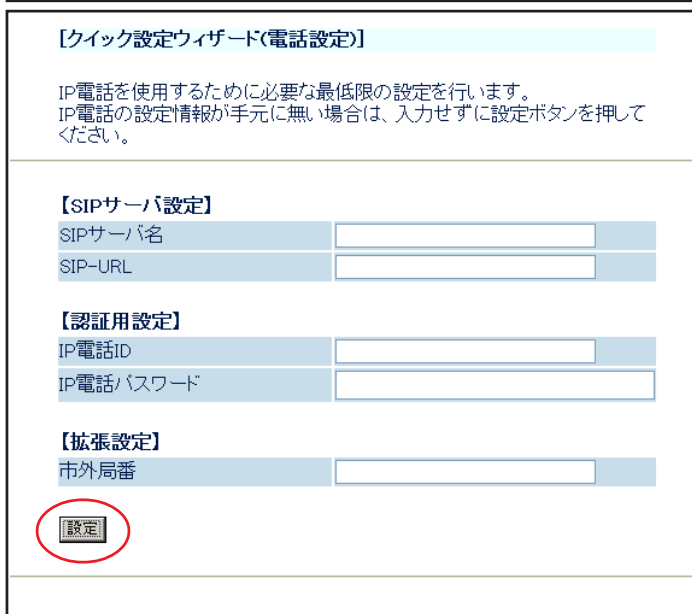 [クイック設定ウィザード(電話設定)]
IP電話を使用するために必要な最低限の設定を行います。
IP電話の設定情報が手元に無い場合は、入力せずに設定ボタンを押して
ください。
【SIPサーバ設定】
SIPサーバ名
SIP-URL
【認証用設定】
IP電話ID
IP電話パスワード
【拡張設定】
市外局番
設定